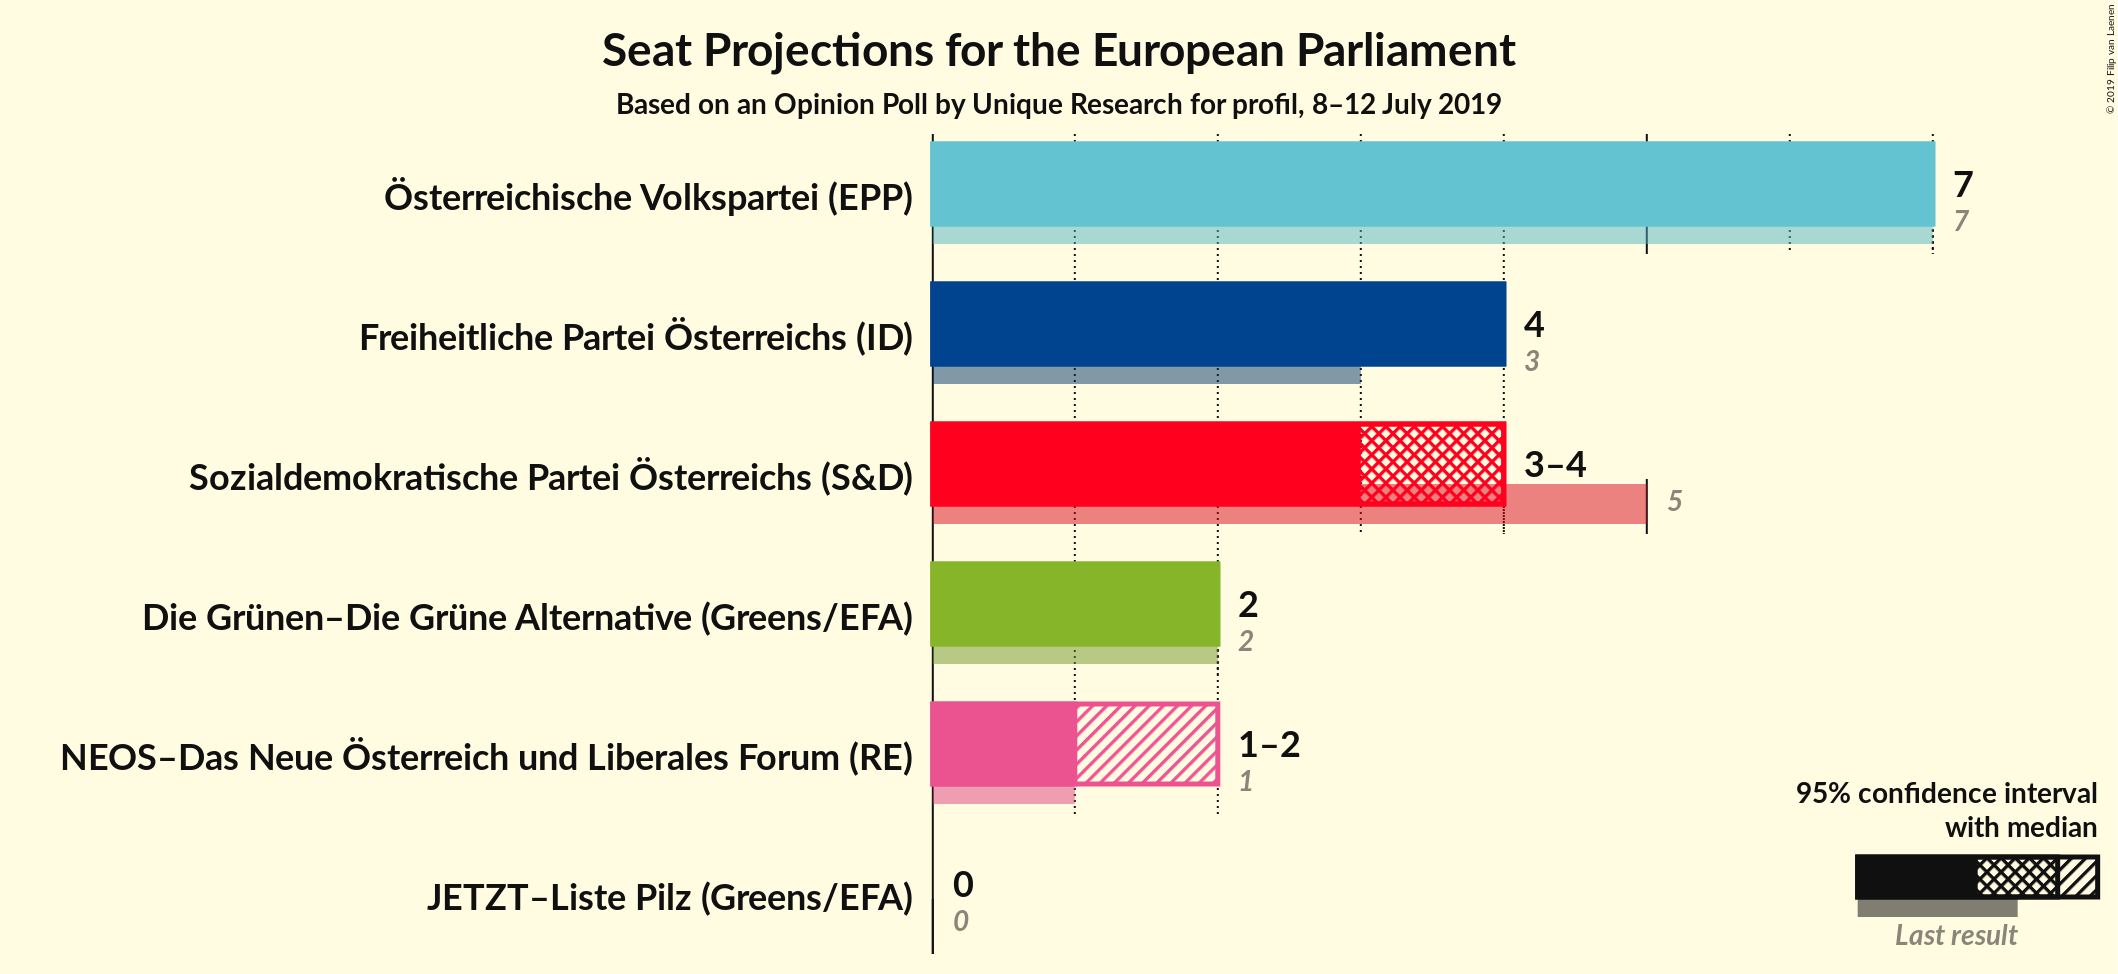 Seat Projections for the European Parliament
Based on an Opinion Poll by Unique Research for profil, 8–12 July 2019
© 2019 Filip van Laenen
Österreichische Volkspartei (EPP)
7
7
Freiheitliche Partei Österreichs (ID)
4
3
Sozialdemokratische Partei Österreichs (S&D)
3–4
5
Die Grünen–Die Grüne Alternative (Greens/EFA)
2
2
NEOS–Das Neue Österreich und Liberales Forum (RE)
1–2
1
JETZT–Liste Pilz (Greens/EFA)
0
0
95% confidence interval
with median
Last result